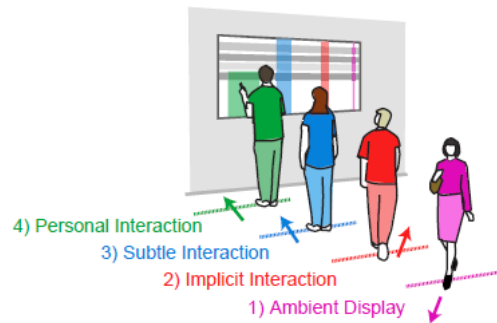 4) Personal Interaction
3) Subtle Interaction
2) Implicit Interaction
1) Ambient Display